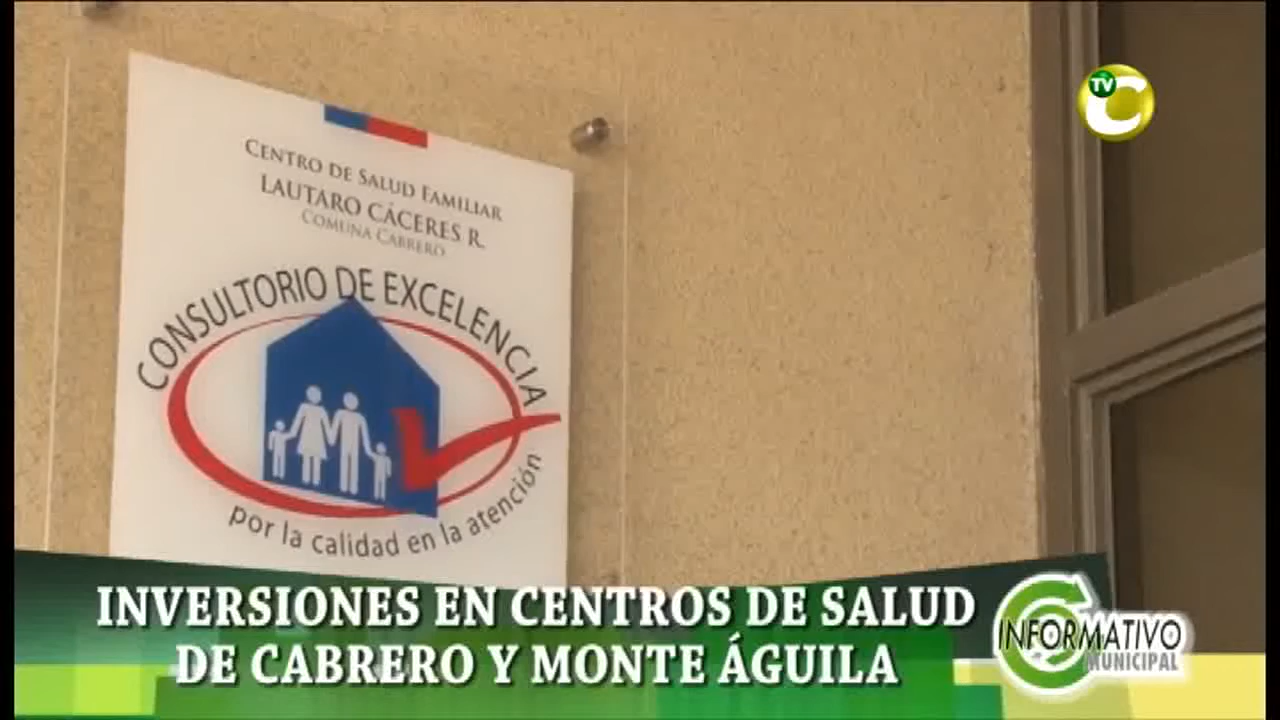 TV C
CENTRO DE SALUD FAMILIAR
LAUTARO CÁCERES R.
COMUNA CABRERO
CONSULTORIO DE EXCELENCIA
por la calidad en la atención
INVERSIONES EN CENTROS DE SALUD
DE CABRERO Y MONTE ÁGUILA
INFORMATIVO
MUNICIPAL